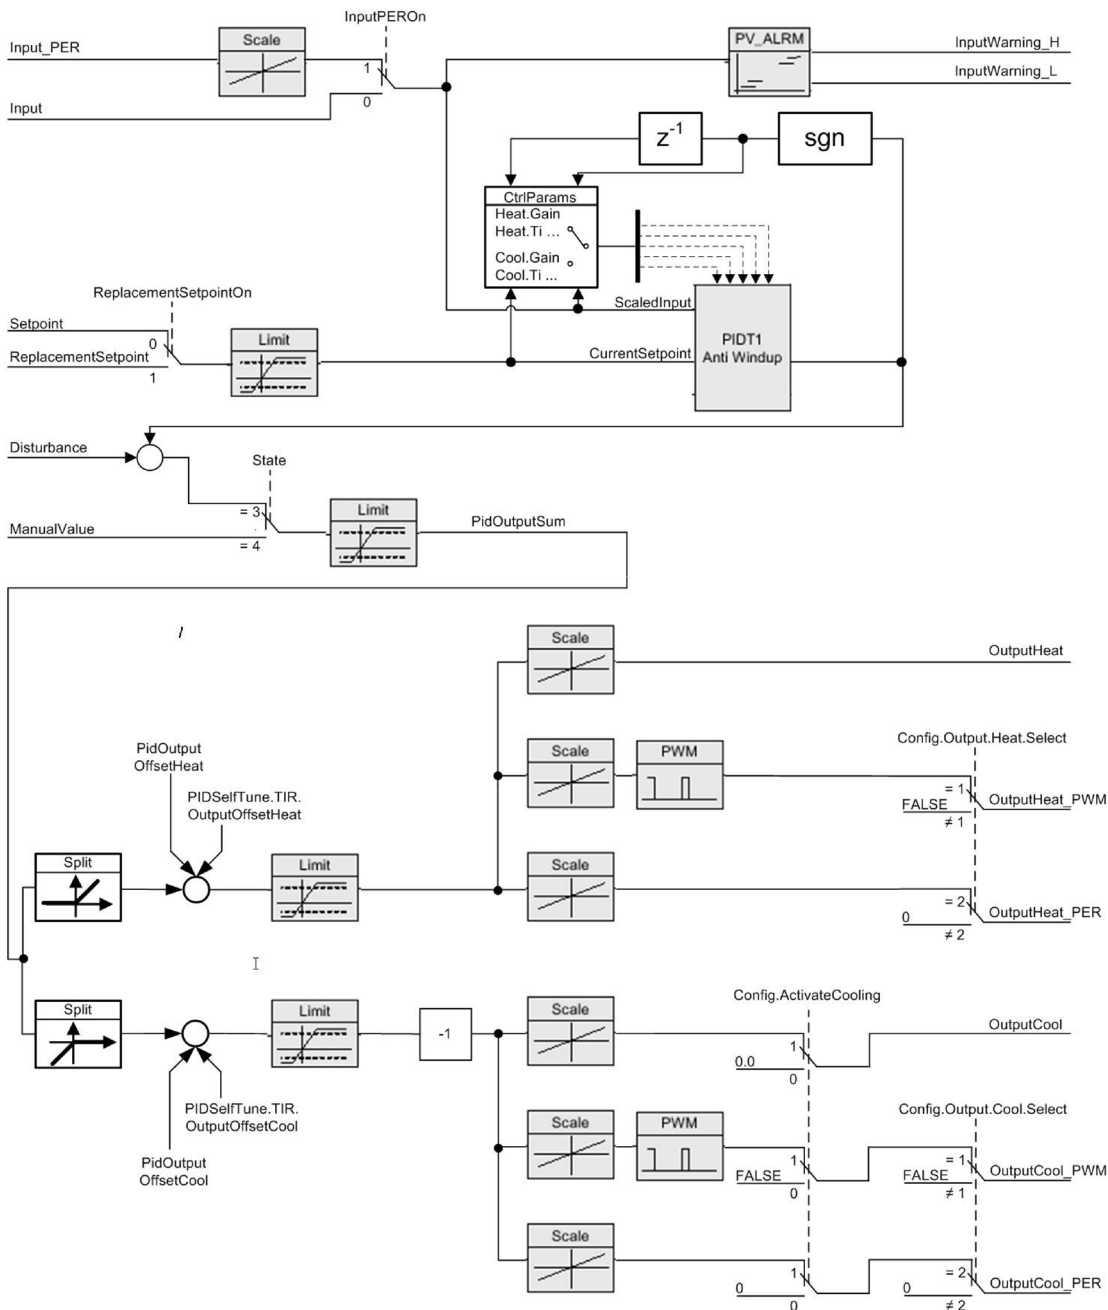 InputPEROn
Input_PER
Scale
1
0
Input
PV_ALRM
InputWarning_H
InputWarning_L
z-1
sgn
CtrlParams
Heat.Gain
Heat.Ti ...
Cool.Gain
Cool.Ti ...
ReplacementSetpointOn
Setpoint
0
ReplacementSetpoint
1
Limit
ScaledInput
CurrentSetpoint
PIDT1
Anti Windup
Disturbance
State
= 3
ManualValue
= 4
Limit
PidOutputSum
Scale
OutputHeat
Config.Output.Heat.Select
PidOutput
OffsetHeat
PIDSelfTune.TIR.
OutputOffsetHeat
Scale
PWM
= 1
FALSE
≠ 1
OutputHeat_PWM
Split
Limit
Scale
= 2
0
≠ 2
OutputHeat_PER
Split
Limit
-1
Scale
Config.ActivateCooling
1
0.0
0
OutputCool
PIDSelfTune.TIR.
OutputOffsetCool
PidOutput
OffsetCool
Scale
PWM
1
FALSE
0
Config.Output.Cool.Select
= 1
FALSE
≠ 1
OutputCool_PWM
Scale
1
0
0
= 2
0
≠ 2
OutputCool_PER